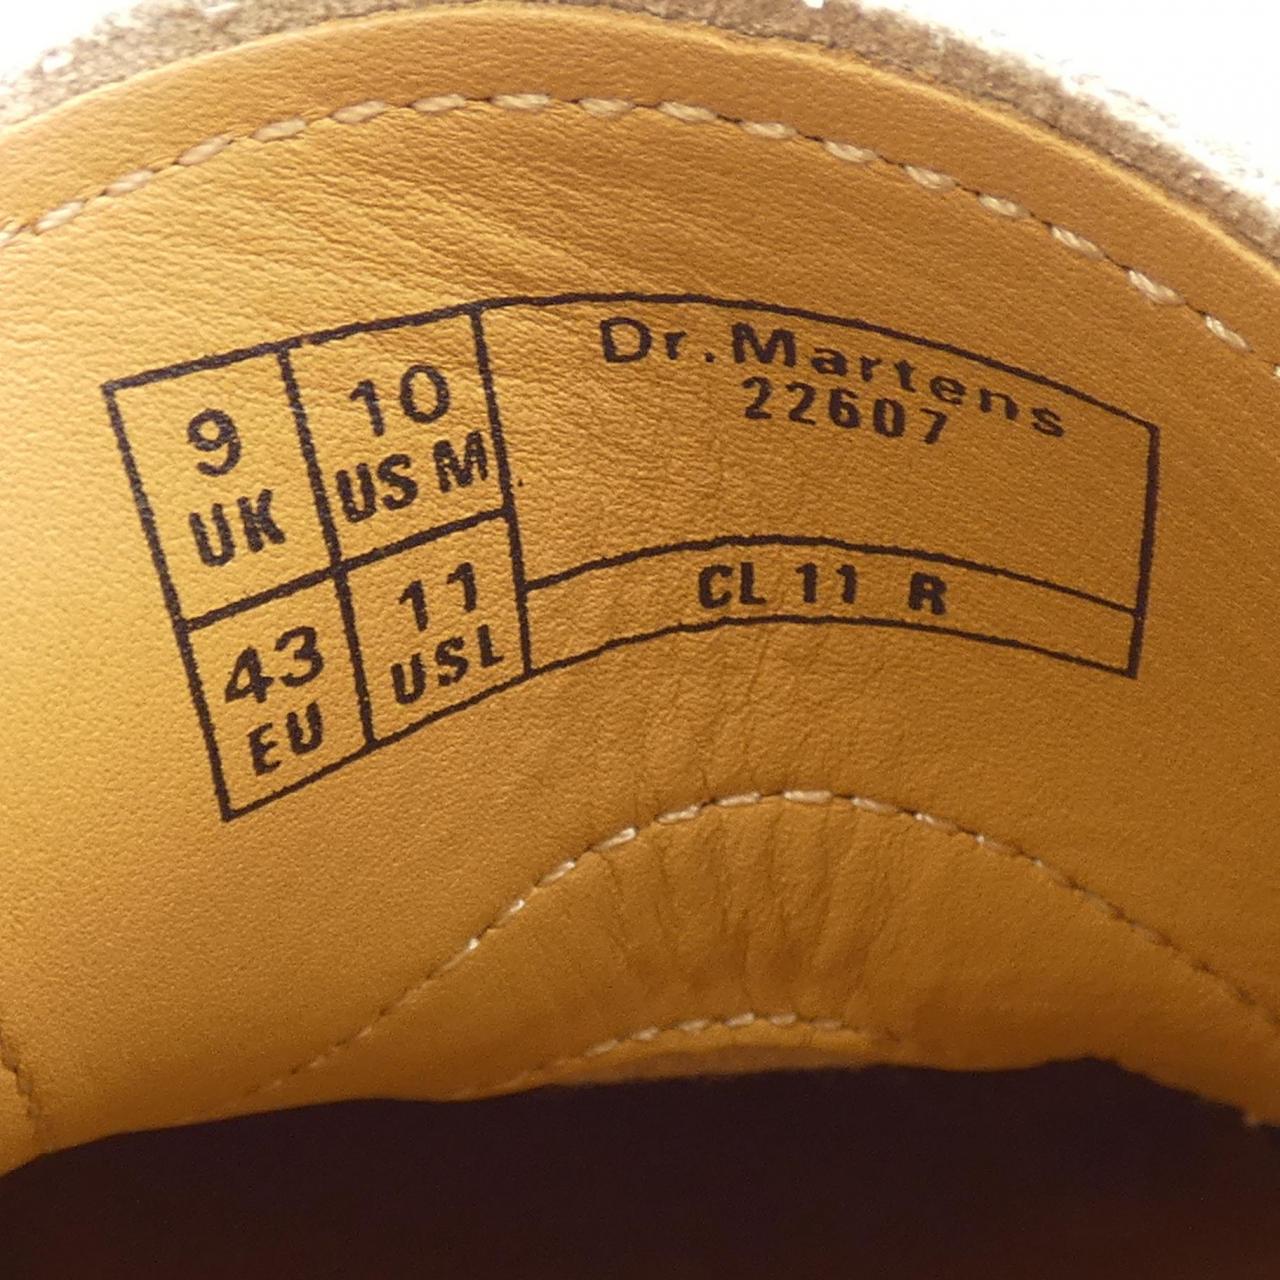 9
UK
10
US M
43
EU
11
USL
Dr.Martens
22607
CL 11 R